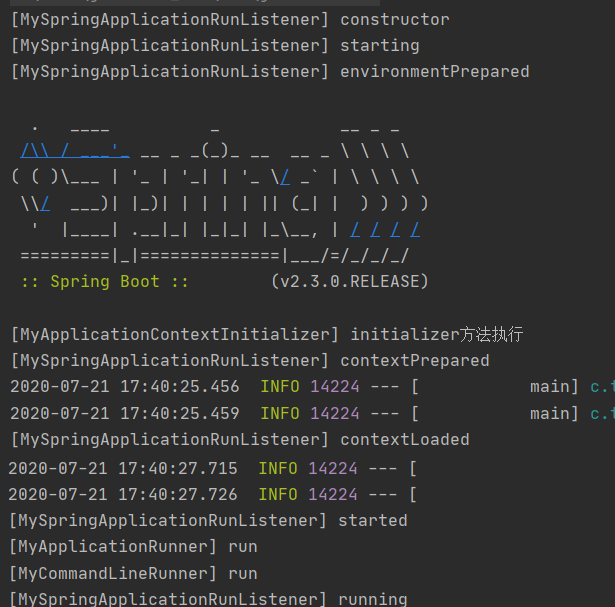 [MySpringApplicationRunListener] constructor
[MySpringApplicationRunListener] starting
[MySpringApplicationRunListener] environmentPrepared
  .   ____          _            __ _ _
 /\\ / ___'_ __ _ _(_)_ __  __ _ \ \ \ \
( ( )\___ | '_ | '_| | '_ \/ _` | \ \ \ \
 \\/  ___)| |_)| | | | | || (_| |  ) ) ) )
  '  |____| .__|_| |_|_| |_\__, | / / / /
 =========|_|==============|___/=/_/_/_/
 :: Spring Boot ::        (v2.3.0.RELEASE)
[MyApplicationContextInitializer] initializer方法执行
[MySpringApplicationRunListener] contextPrepared
2020-07-21 17:40:25.456  INFO 14224 --- [           main] c.
2020-07-21 17:40:25.459  INFO 14224 --- [           main] c.
[MySpringApplicationRunListener] contextLoaded
2020-07-21 17:40:27.715  INFO 14224 --- [
2020-07-21 17:40:27.726  INFO 14224 --- [
[MySpringApplicationRunListener] started
[MyApplicationRunner] run
[MyCommandLineRunner] run
[MySpringApplicationRunListener] running